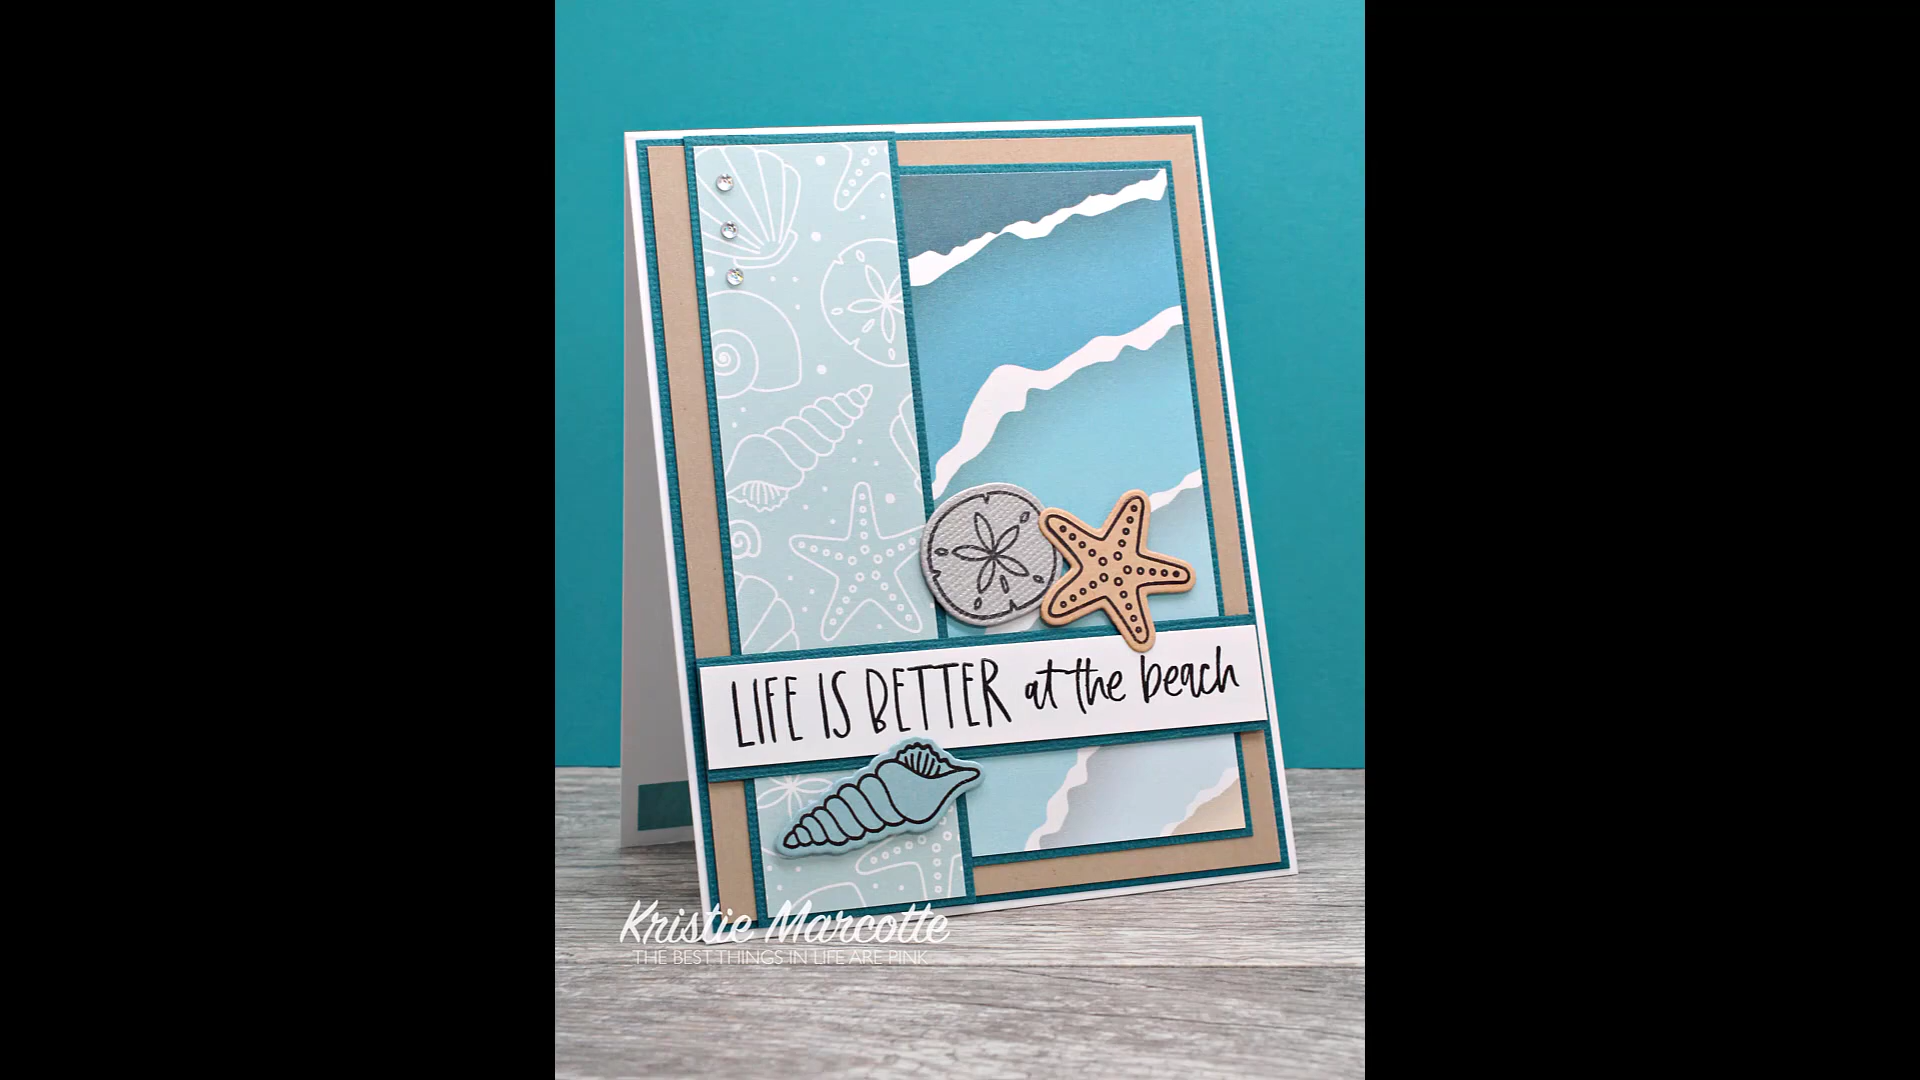 LIFE IS BETTER at the beach
Kristie Marcotte
THE BEST THINGS IN LIFE ARE PINK